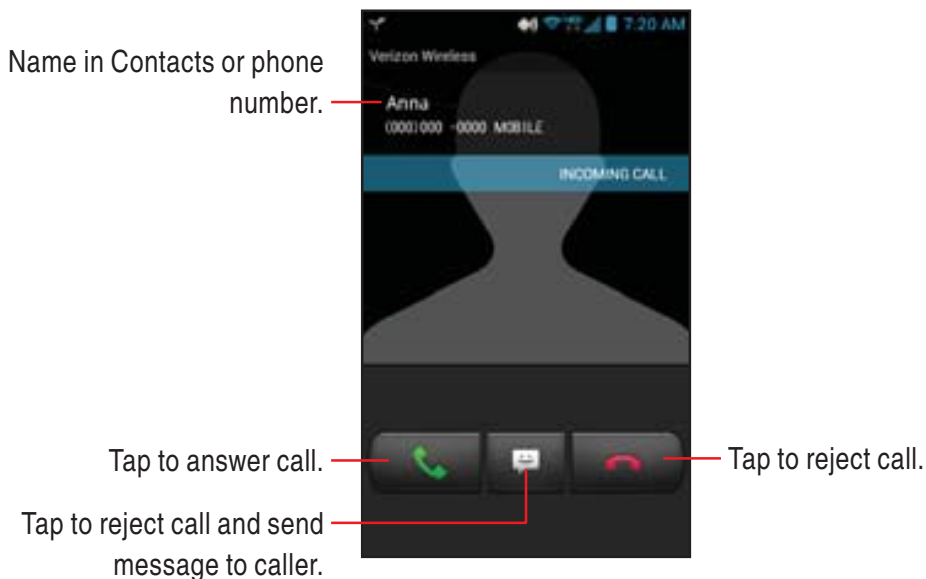 7:20 AM
Verizon Wireless
Name in Contacts or phone
number.
Anna
(000) 000 -0000 MOBILE
INCOMING CALL
Tap to answer call.
Tap to reject call.
Tap to reject call and send
message to caller.